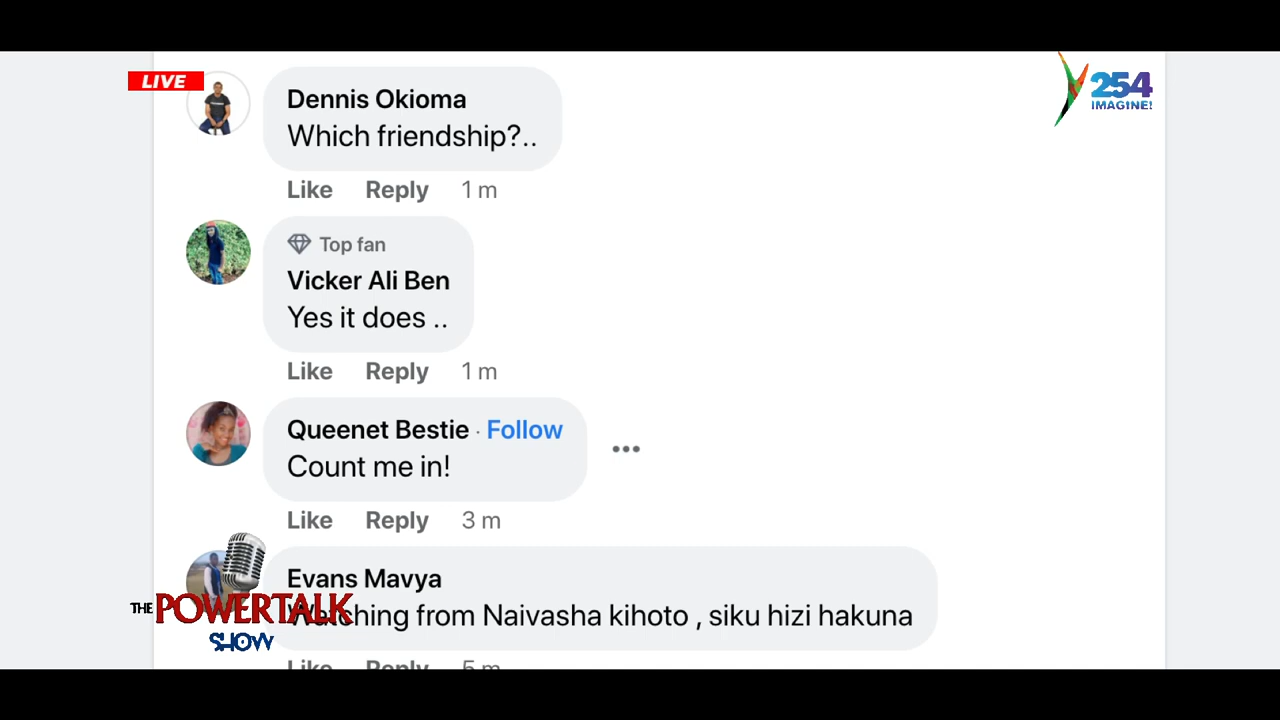 LIVE
254
IMAGINE!
Dennis Okioma
Which friendship?..
Like Reply 1 m
Top fan
Vicker Ali Ben
Yes it does ..
Like Reply 1 m
Queenet Bestie · Follow
Count me in!
Like Reply 3 m
Evans Mavya
Watching from Naivasha kihoto , siku hizi hakuna
Like Reply 5 m
THE POWERTALK
SHOW